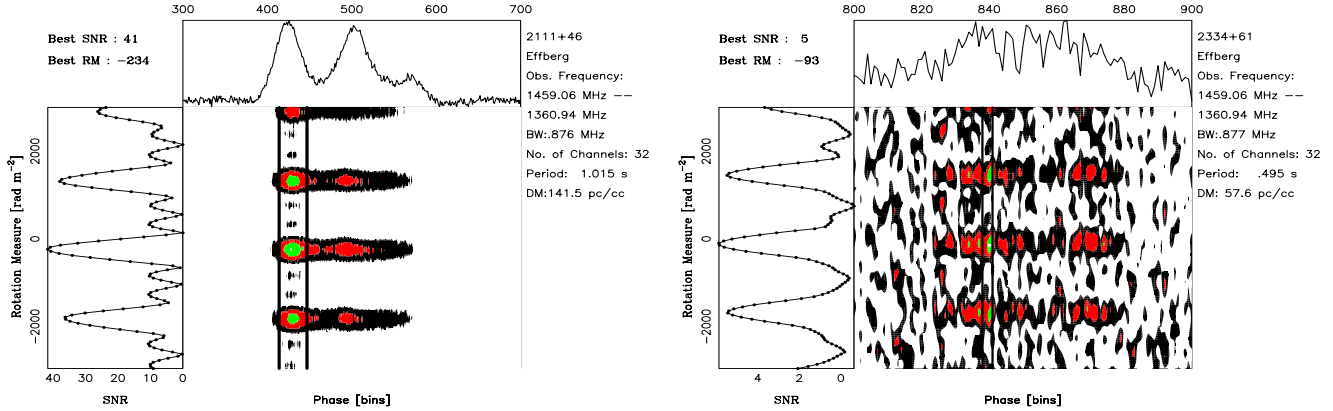 300 400 500 600 700
Best SNR : 41
Best RM : −234
2111+46
Effberg
Obs. Frequency:
1459.06 MHz −−
1360.94 MHz
BW:.876 MHz
No. of Channels: 32
Period: 1.015 s
DM:141.5 pc/cc
Rotation Measure [rad m−2]
2000
0
−2000
40 30 20 10 0
SNR
Phase [bins]
800 820 840 860 880 900
Best SNR : 5
Best RM : −93
2334+61
Effberg
Obs. Frequency:
1459.06 MHz −−
1360.94 MHz
BW:.877 MHz
No. of Channels: 32
Period: .495 s
DM: 57.6 pc/cc
Rotation Measure [rad m−2]
2000
0
−2000
4 2 0
SNR
Phase [bins]